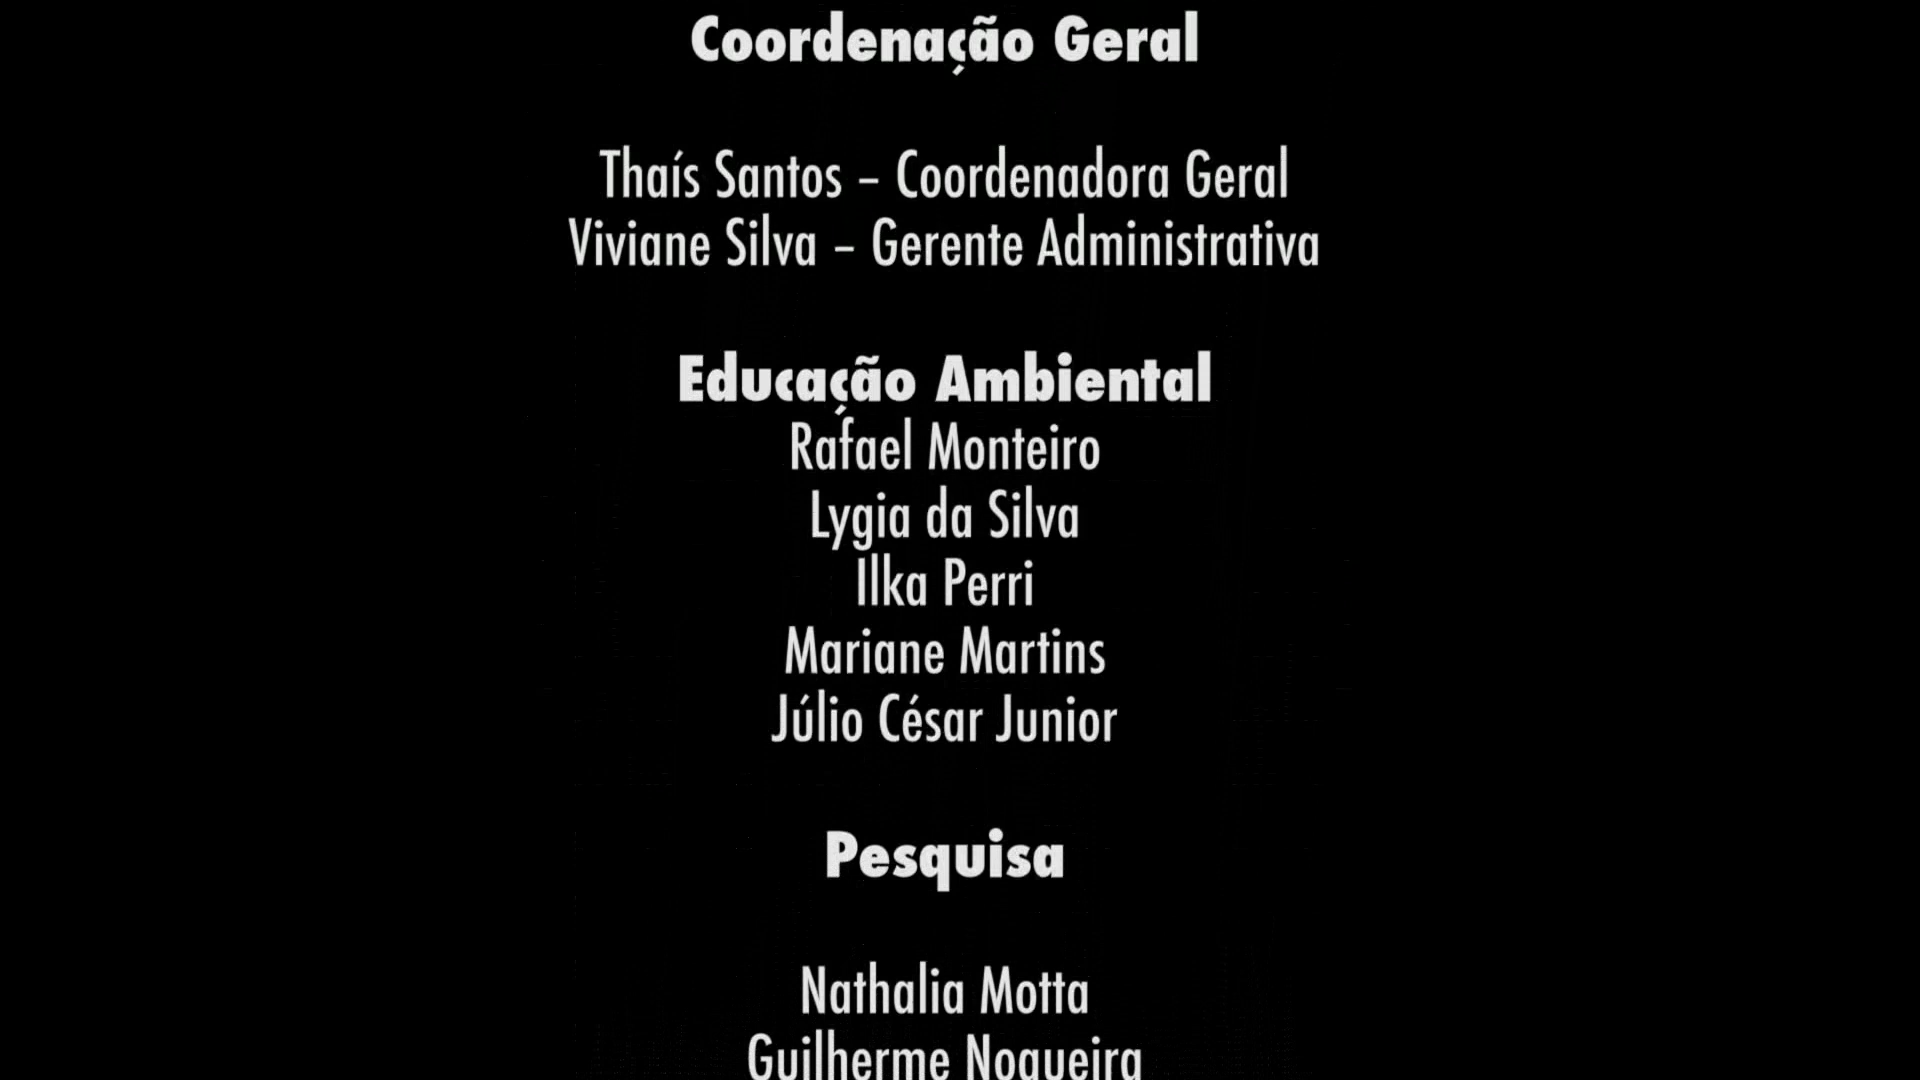 Coordenação Geral
Thaís Santos – Coordenadora Geral
Viviane Silva – Gerente Administrativa
Educação Ambiental
Rafael Monteiro
Lygia da Silva
Ilka Perri
Mariane Martins
Júlio César Junior
Pesquisa
Nathalia Motta
Guilherme Nogueira